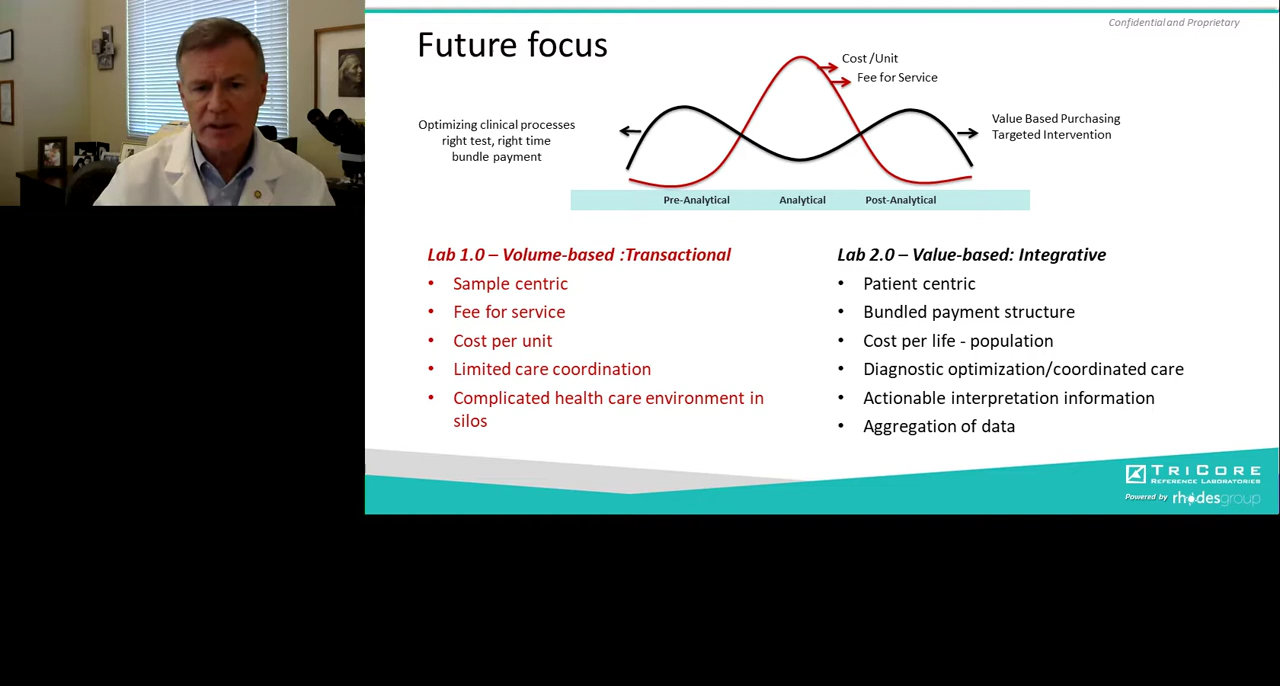 Confidential and Proprietary
Future focus
Cost /Unit
Fee for Service
Optimizing clinical processes
right test, right time
bundle payment
Value Based Purchasing
Targeted Intervention
Pre-Analytical
Analytical
Post-Analytical
Lab 1.0 – Volume-based :Transactional
• Sample centric
• Fee for service
• Cost per unit
• Limited care coordination
• Complicated health care environment in
silos
Lab 2.0 – Value-based: Integrative
• Patient centric
• Bundled payment structure
• Cost per life - population
• Diagnostic optimization/coordinated care
• Actionable interpretation information
• Aggregation of data
TRICORE
REFERENCE LABORATORIES
Powered by rhodesgroup